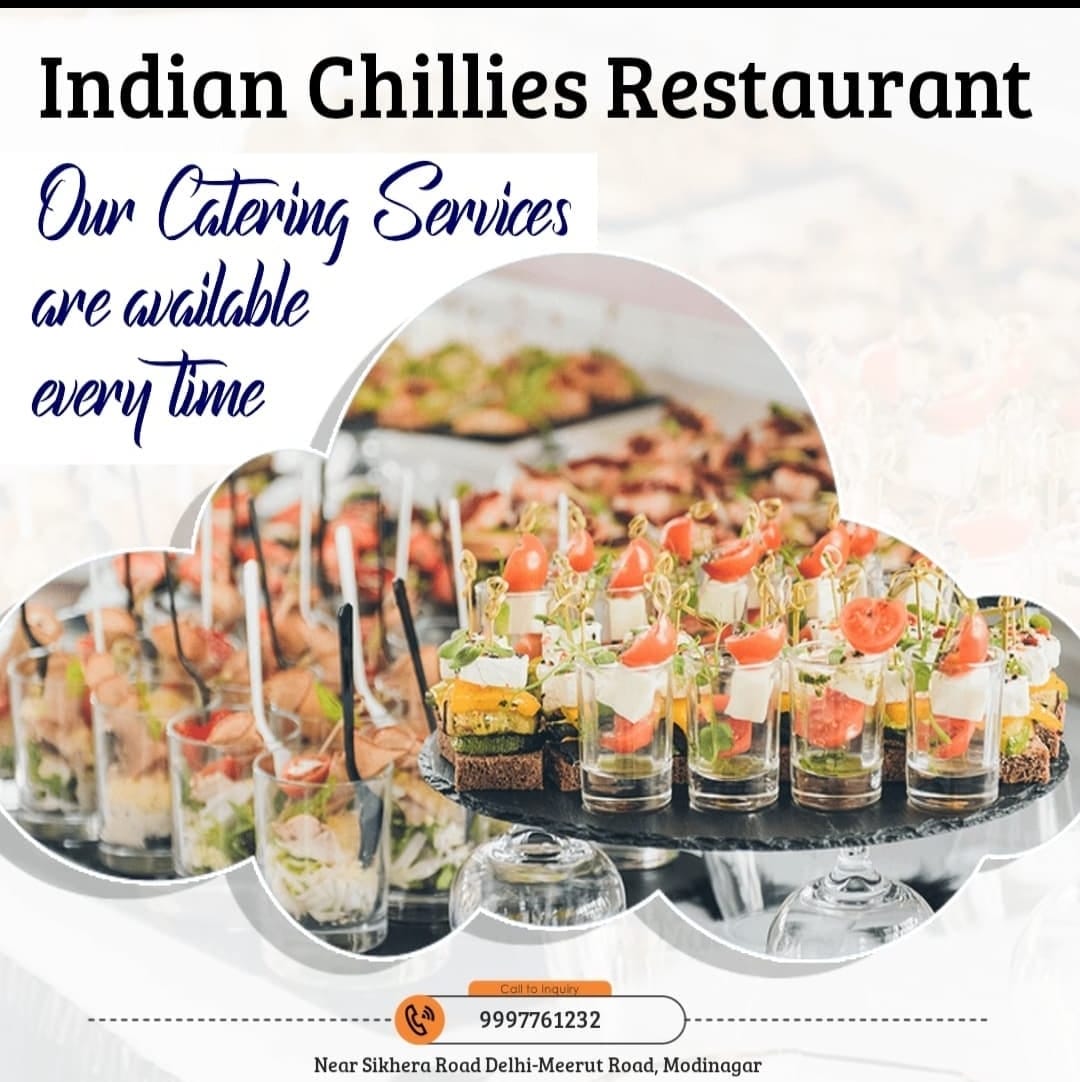 Indian Chillies Restaurant
Our Catering Services
are available
every time
Call to inquiry
9997761232
Near Sikhera Road Delhi-Meerut Road, Modinagar